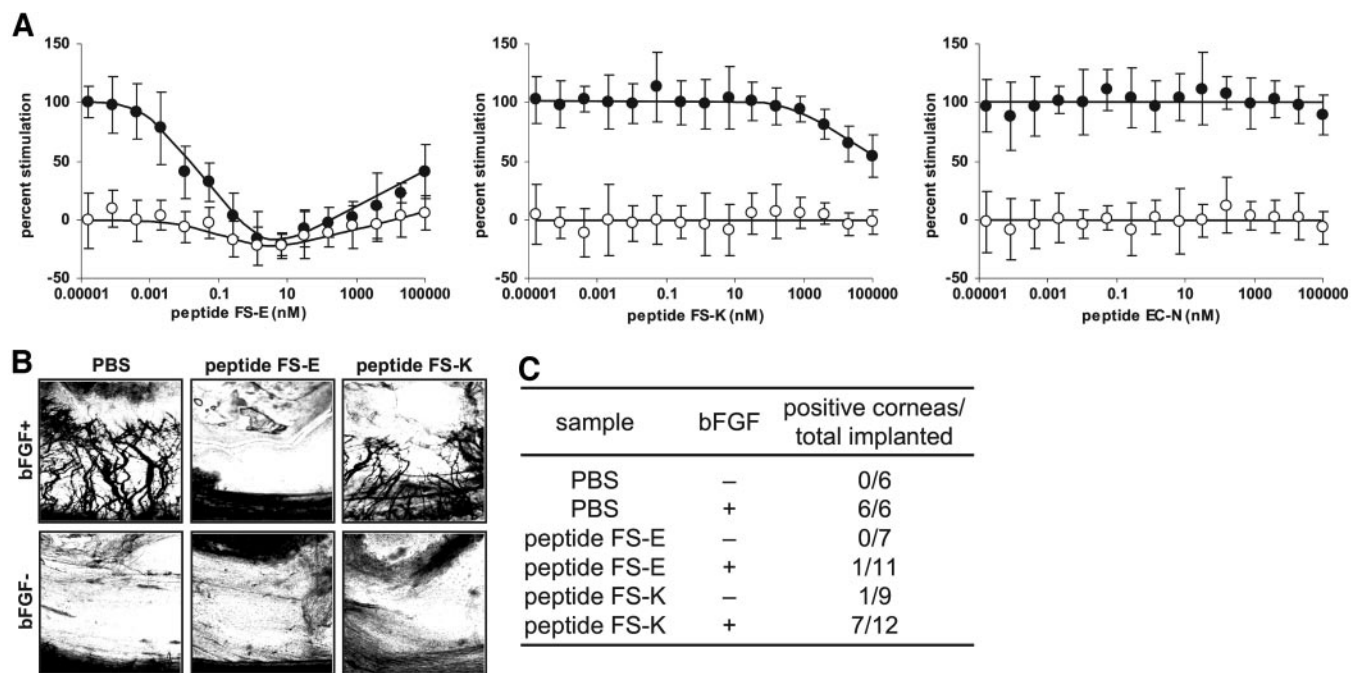 A
150
100
50
0
-50
percent stimulation
0.00001 0.001 0.1 10 1000 100000
peptide FS-E (nM)
150
100
50
0
-50
percent stimulation
0.00001 0.001 0.1 10 1000 100000
peptide FS-K (nM)
150
100
50
0
-50
percent stimulation
0.00001 0.001 0.1 10 1000 100000
peptide EC-N (nM)
B
PBS peptide FS-E peptide FS-K
bFGF+
bFGF-
C
sample bFGF positive corneas/
total implanted
PBS – 0/6
PBS + 6/6
peptide FS-E – 0/7
peptide FS-E + 1/11
peptide FS-K – 1/9
peptide FS-K + 7/12